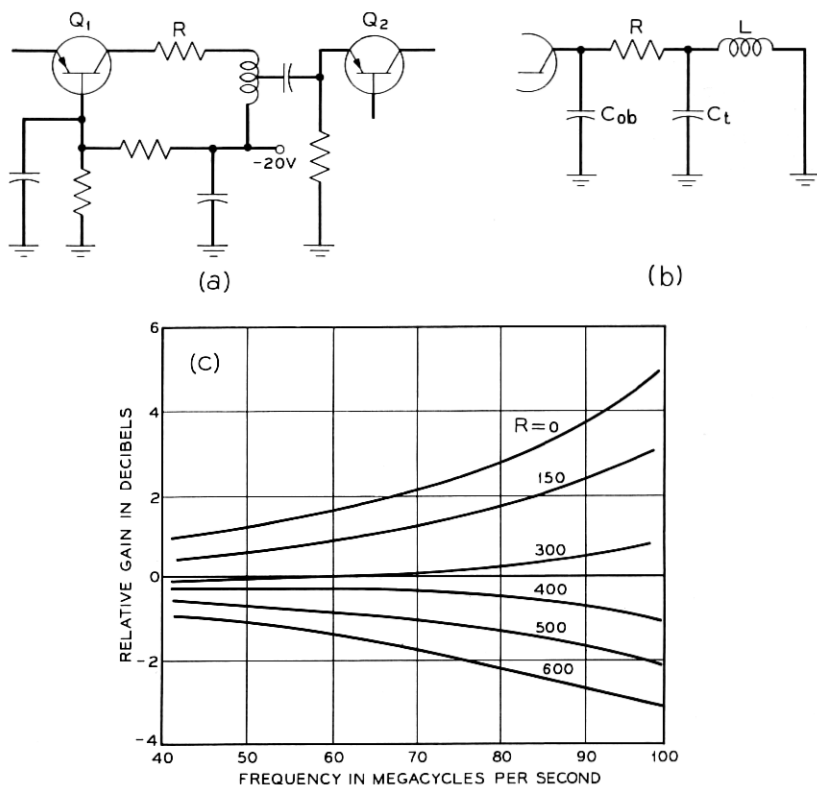 Q1
R
Q2
-20V
(a)
R
L
Cob
Ct
(b)
(c)
R=0
150
300
400
500
600
6
4
2
0
-2
-4
RELATIVE GAIN IN DECIBELS
40 50 60 70 80 90 100
FREQUENCY IN MEGACYCLES PER SECOND